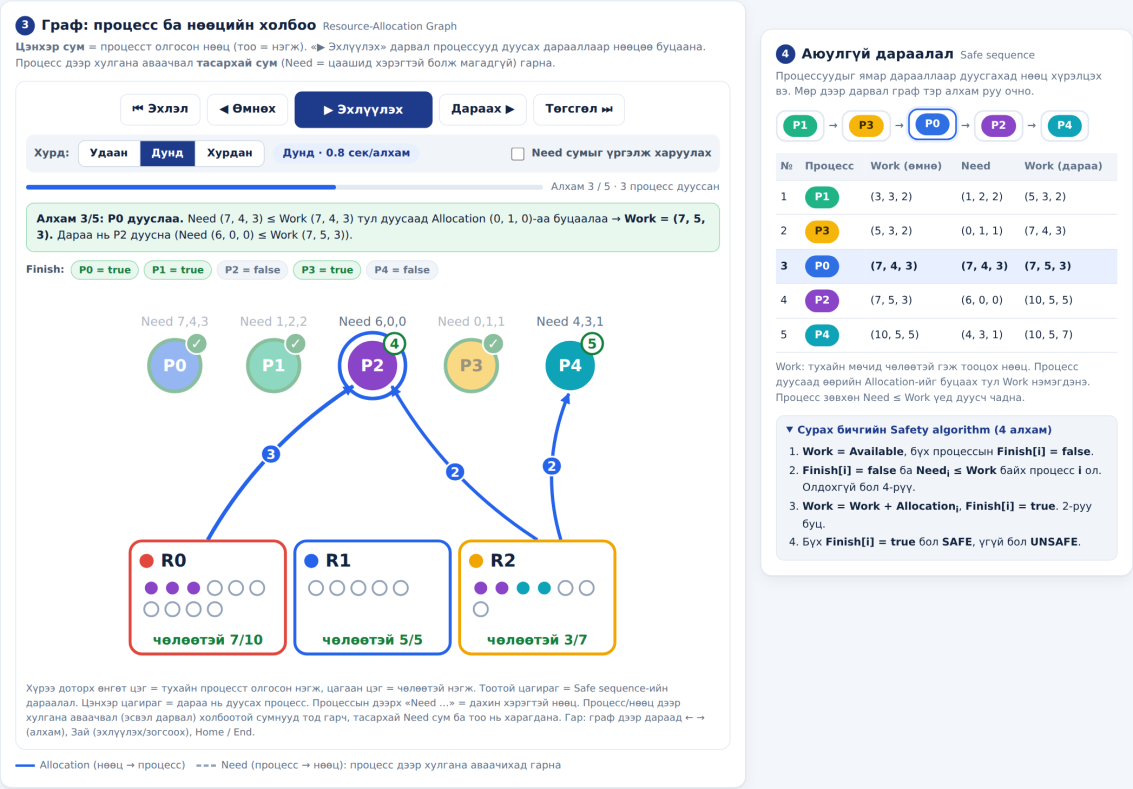 3 Граф: процесс ба нөөцийн холбоо Resource-Allocation Graph
Цэнхэр сум = процесст олгосон нөөц (тоо = нэгж). «▶ Эхлүүлэх» дарвал процессууд дуусах дарааллаар нөөцөө буцаана.
Процесс дээр хулгана аваачвал тасархай сум (Need = цаашид хэрэгтэй болж магадгүй) гарна.
⏮ Эхлэл ◀ Өмнөх ▶ Эхлүүлэх Дараах ▶ Төгсгөл ⏭
Хурд: Удаан Дунд Хурдан Дунд · 0.8 сек/алхам Need сумыг үргэлж харуулах
Алхам 3 / 5 · 3 процесс дууссан
Алхам 3/5: P0 дууслаа. Need (7, 4, 3) ≤ Work (7, 4, 3) тул дуусаад Allocation (0, 1, 0)-аа буцаалаа → Work = (7, 5,
3). Дараа нь P2 дуусна (Need (6, 0, 0) ≤ Work (7, 5, 3)).
Finish: P0 = true P1 = true P2 = false P3 = true P4 = false
Need 7,4,3 Need 1,2,2 Need 6,0,0 Need 0,1,1 Need 4,3,1
✓ ✓ 4 ✓ 5
P0 P1 P2 P3 P4
3 2 2
R0 R1 R2
чөлөөтэй 7/10 чөлөөтэй 5/5 чөлөөтэй 3/7
Хүрээ доторх өнгөт цэг = тухайн процесст олгосон нэгж, цагаан цэг = чөлөөтэй нэгж. Тоотой цагираг = Safe sequence-ийн
дараалал. Цэнхэр цагираг = дараа нь дуусах процесс. Процессын дээрх «Need ...» = дахин хэрэгтэй нөөц. Процесс/нөөц дээр
хулгана аваачвал (эсвэл дарвал) холбоотой сумнууд тод гарч, тасархай Need сум ба тоо нь харагдана. Гар: граф дээр дараад ← →
(алхам), Зай (эхлүүлэх/зогсоох), Home / End.
Allocation (нөөц → процесс) Need (процесс → нөөц): процесс дээр хулгана аваачихад гарна
4 Аюулгүй дараалал Safe sequence
Процессуудыг ямар дарааллаар дуусгахад нөөц хүрэлцэх
вэ. Мөр дээр дарвал граф тэр алхам руу очно.
P1 → P3 → P0 → P2 → P4
№ Процесс Work (өмнө) Need Work (дараа)
1 P1 (3, 3, 2) (1, 2, 2) (5, 3, 2)
2 P3 (5, 3, 2) (0, 1, 1) (7, 4, 3)
3 P0 (7, 4, 3) (7, 4, 3) (7, 5, 3)
4 P2 (7, 5, 3) (6, 0, 0) (10, 5, 5)
5 P4 (10, 5, 5) (4, 3, 1) (10, 5, 7)
Work: тухайн мөчид чөлөөтэй гэж тооцох нөөц. Процесс
дуусаад өөрийн Allocation-ийг буцаах тул Work нэмэгдэнэ.
Процесс зөвхөн Need ≤ Work үед дуусч чадна.
▼ Сурах бичгийн Safety algorithm (4 алхам)
1. Work = Available, бүх процессын Finish[i] = false.
2. Finish[i] = false ба Needi ≤ Work байх процесс i ол.
Олдохгүй бол 4-рүү.
3. Work = Work + Allocationi, Finish[i] = true. 2-руу
буц.
4. Бүх Finish[i] = true бол SAFE, үгүй бол UNSAFE.